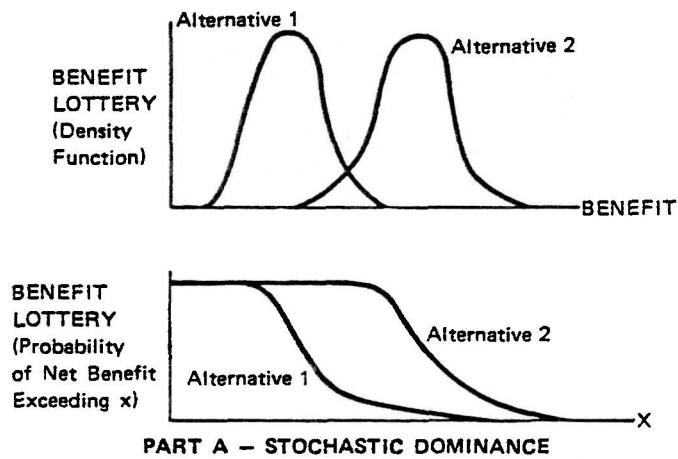 Alternative 1
Alternative 2
BENEFIT
LOTTERY
(Density
Function)
BENEFIT
BENEFIT
LOTTERY
(Probability
of Net Benefit
Exceeding x)
Alternative 2
Alternative 1
X
PART A – STOCHASTIC DOMINANCE